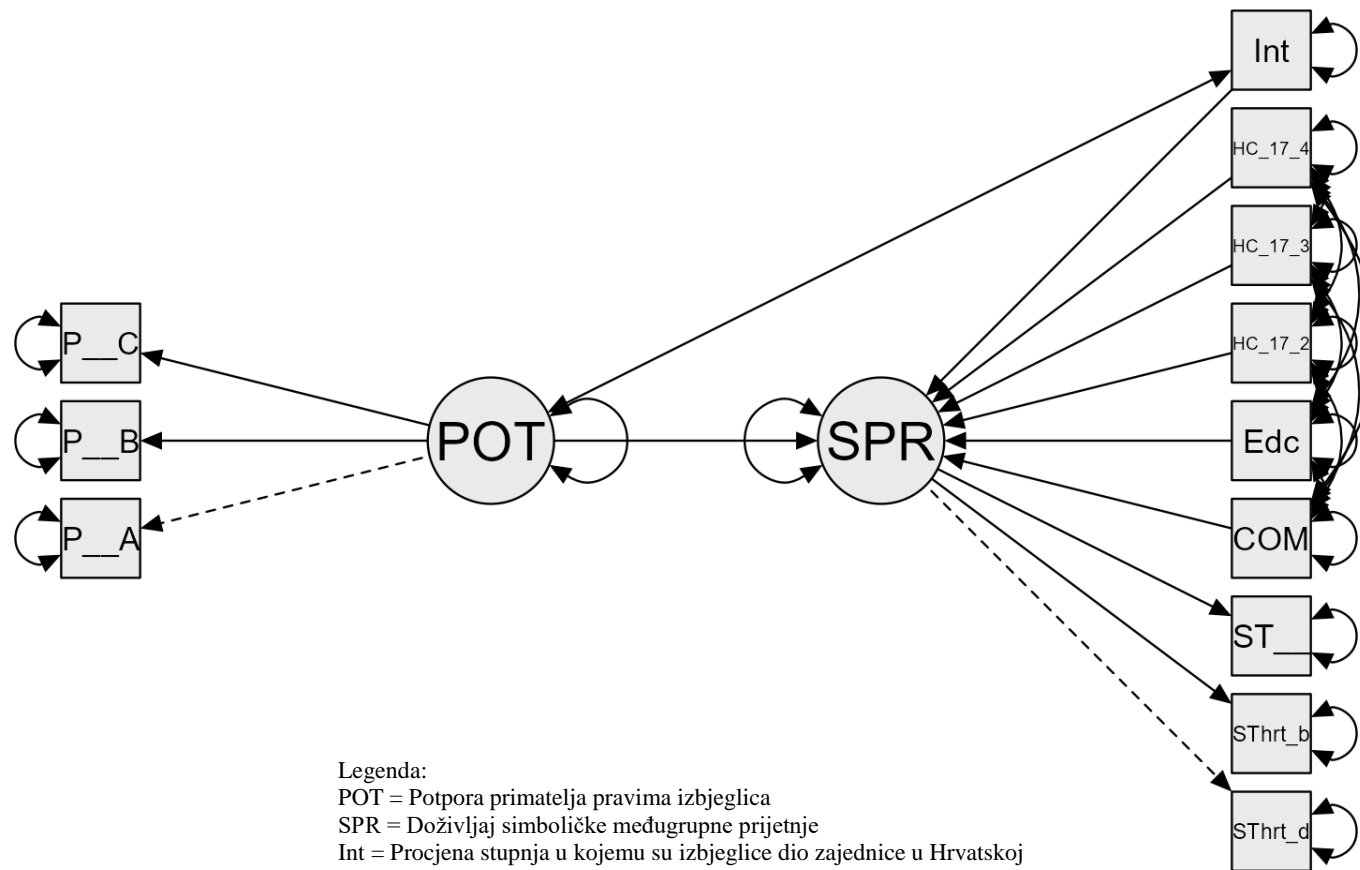 Int
HC_17_4
HC_17_3
HC_17_2
Edc
COM
ST__
SThrt_b
SThrt_d
P__C
P__B
P__A
POT
SPR
Legenda:
POT = Potpora primatelja pravima izbjeglica
SPR = Doživljaj simboličke međugrupne prijetnje
Int = Procjena stupnja u kojemu su izbjeglice dio zajednice u Hrvatskoj